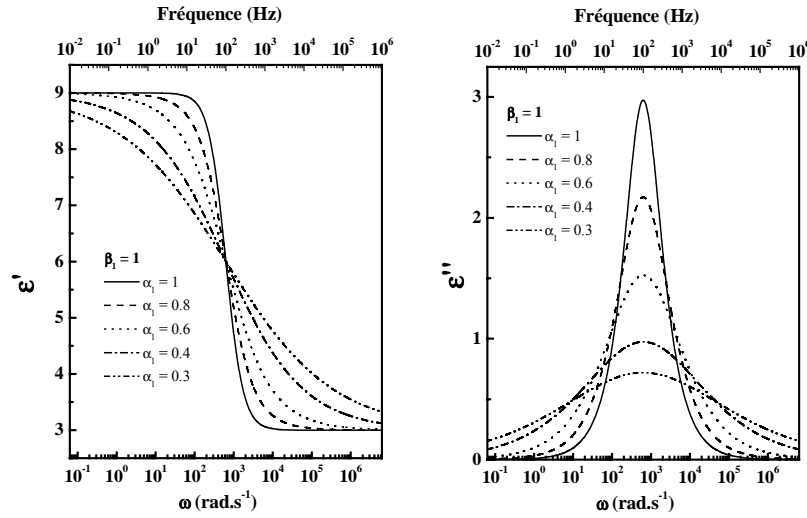 Fréquence (Hz)
10⁻² 10⁻¹ 10⁰ 10¹ 10² 10³ 10⁴ 10⁵ 10⁶
9
8
7
6
5
4
3
ε'
β₁ = 1
α₁ = 1
α₁ = 0.8
α₁ = 0.6
α₁ = 0.4
α₁ = 0.3
10⁻¹ 10⁰ 10¹ 10² 10³ 10⁴ 10⁵ 10⁶
ω (rad.s⁻¹)
Fréquence (Hz)
10⁻² 10⁻¹ 10⁰ 10¹ 10² 10³ 10⁴ 10⁵ 10⁶
3
2
1
0
ε''
β₁ = 1
α₁ = 1
α₁ = 0.8
α₁ = 0.6
α₁ = 0.4
α₁ = 0.3
10⁻¹ 10⁰ 10¹ 10² 10³ 10⁴ 10⁵ 10⁶
ω (rad.s⁻¹)